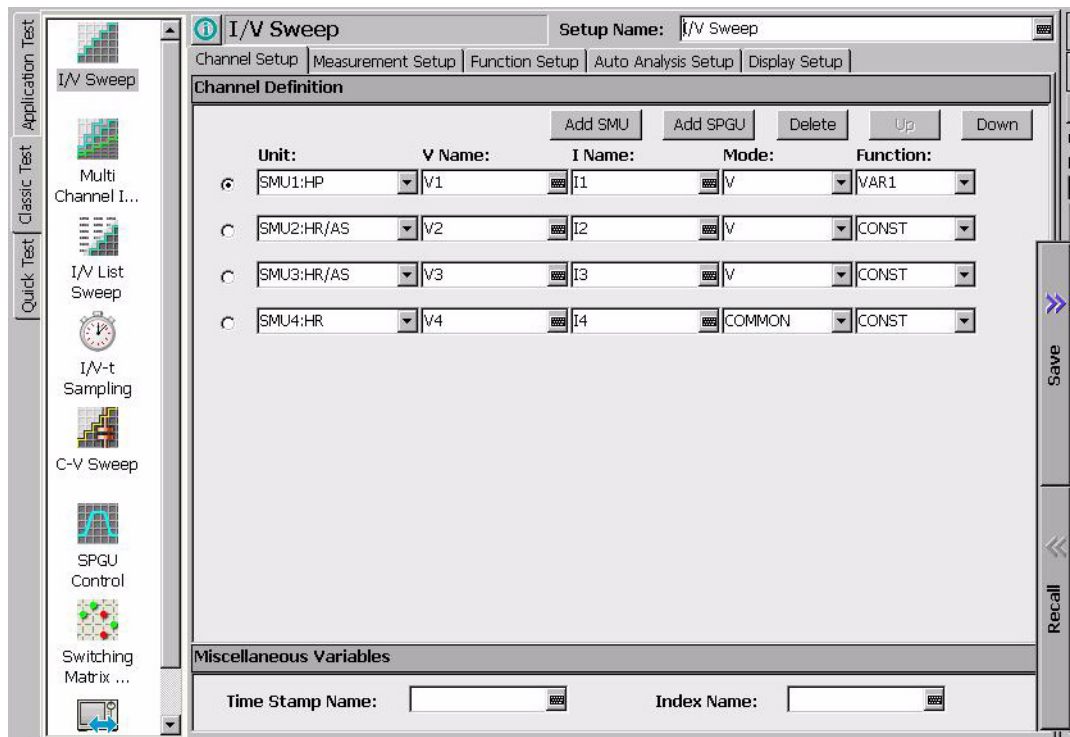 Application Test
Classic Test
Quick Test
I/V Sweep
Multi
Channel I...
I/V List
Sweep
I/V-t
Sampling
C-V Sweep
SPGU
Control
Switching
Matrix ...
I/V Sweep
Setup Name: I/V Sweep
Channel Setup Measurement Setup Function Setup Auto Analysis Setup Display Setup
Channel Definition
Add SMU Add SPGU Delete Up Down
Unit: V Name: I Name: Mode: Function:
SMU1:HP V1 I1 V VAR1
SMU2:HR/AS V2 I2 V CONST
SMU3:HR/AS V3 I3 V CONST
SMU4:HR V4 I4 COMMON CONST
Miscellaneous Variables
Time Stamp Name: Index Name:
Save
Recall